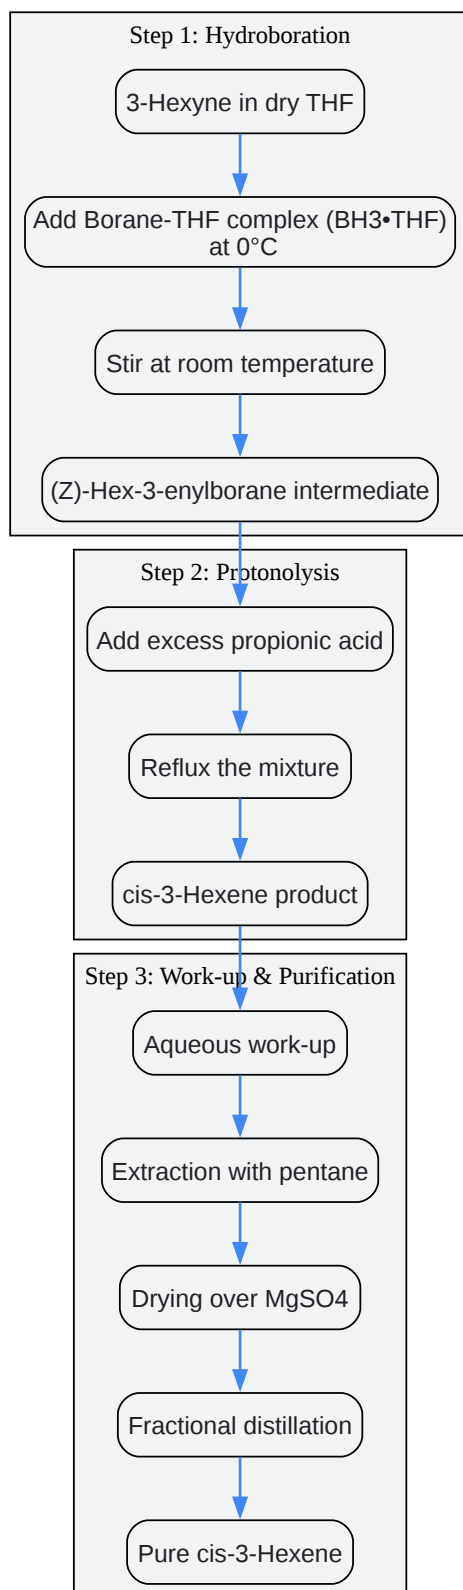 Step 1: Hydroboration
3-Hexyne in dry THF
Add Borane-THF complex (BH3•THF)
at 0°C
Stir at room temperature
(Z)-Hex-3-enylborane intermediate
Step 2: Protonolysis
Add excess propionic acid
Reflux the mixture
cis-3-Hexene product
Step 3: Work-up & Purification
Aqueous work-up
Extraction with pentane
Drying over MgSO4
Fractional distillation
Pure cis-3-Hexene